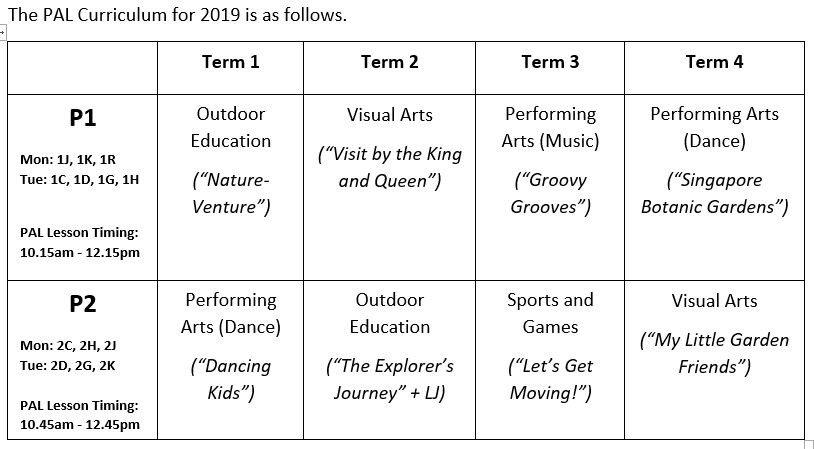 The PAL Curriculum for 2019 is as follows.
Term 1
Term 2
Term 3
Term 4
P1
Mon: 1J, 1K, 1R
Tue: 1C, 1D, 1G, 1H
PAL Lesson Timing:
10.15am - 12.15pm
Outdoor
Education
(“Nature-
Venture”)
Visual Arts
(“Visit by the King
and Queen”)
Performing
Arts (Music)
(“Groovy
Grooves”)
Performing Arts
(Dance)
(“Singapore
Botanic Gardens”)
P2
Mon: 2C, 2H, 2J
Tue: 2D, 2G, 2K
PAL Lesson Timing:
10.45am - 12.45pm
Performing
Arts (Dance)
(“Dancing
Kids”)
Outdoor
Education
(“The Explorer’s
Journey” + LJ)
Sports and
Games
(“Let’s Get
Moving!”)
Visual Arts
(“My Little Garden
Friends”)